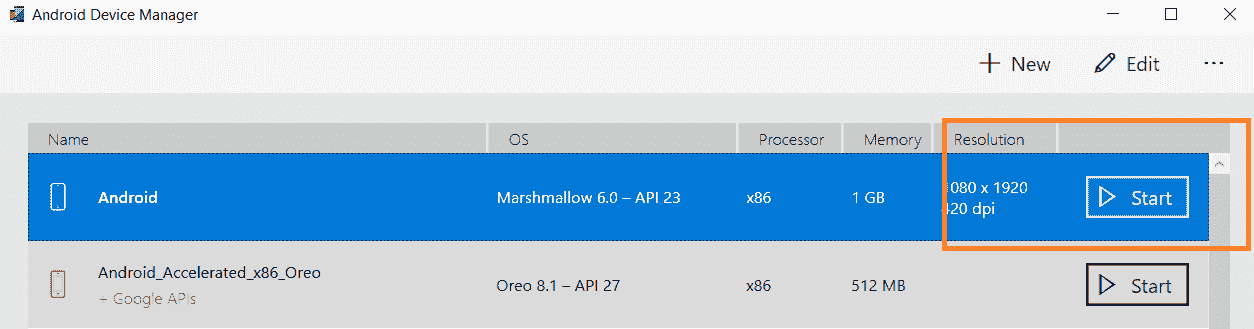 Android Device Manager
New Edit ...
Name OS Processor Memory Resolution
Android Marshmallow 6.0 – API 23 x86 1 GB 1080 x 1920 Start
420 dpi
Android_Accelerated_x86_Oreo Oreo 8.1 – API 27 x86 512 MB Start
+ Google APIs